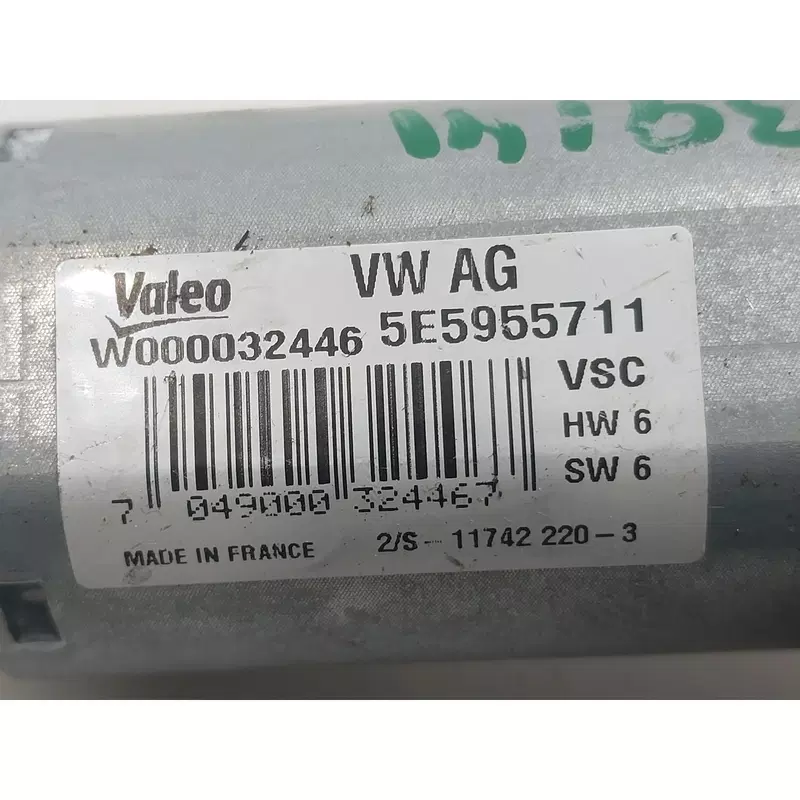 Valeo VW AG
W000032446 5E5955711
VSC
HW 6
SW 6
7 049000 324467
MADE IN FRANCE 2/S - 11742 220-3